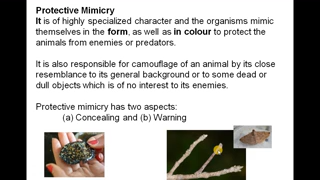 Protective Mimicry
It is of highly specialized character and the organisms mimic
themselves in the form, as well as in colour to protect the
animals from enemies or predators.
It is also responsible for camouflage of an animal by its close
resemblance to its general background or to some dead or
dull objects which is of no interest to its enemies.
Protective mimicry has two aspects:
(a) Concealing and (b) Warning